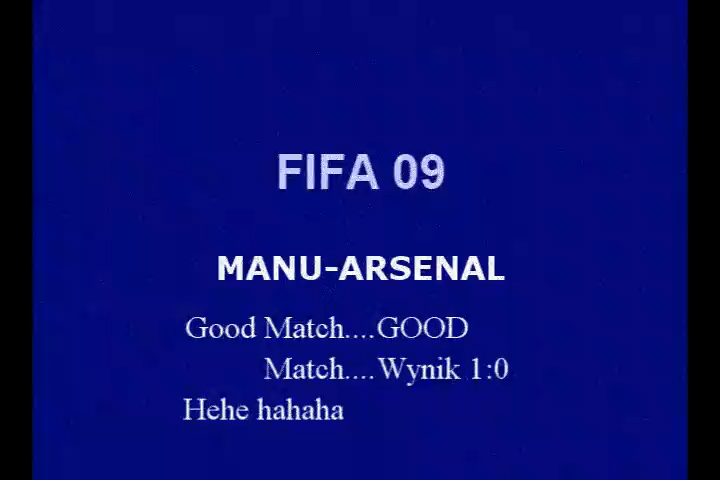 FIFA 09
MANU-ARSENAL
Good Match....GOOD
Match....Wynik 1:0
Hehe hahaha